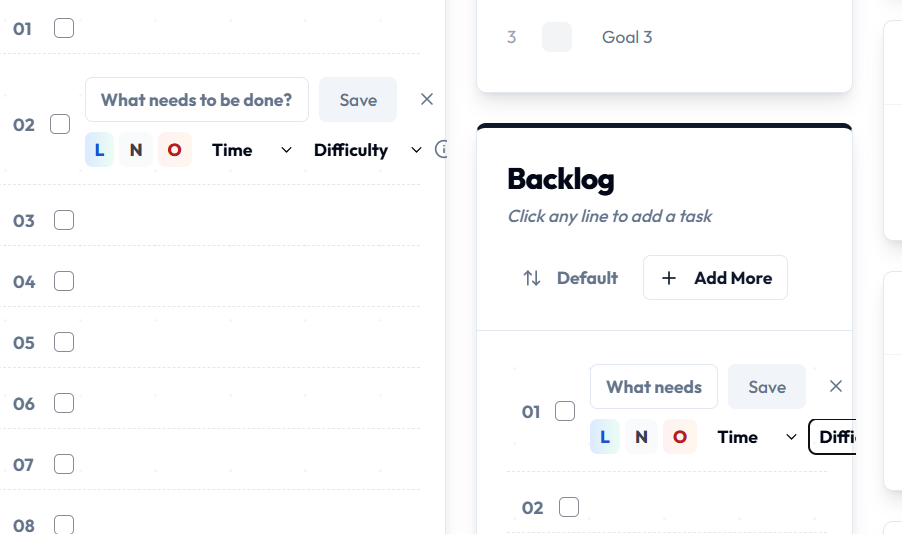 01
What needs to be done? Save
02
L N O Time Difficulty
03
04
05
06
07
08
3 Goal 3
Backlog
Click any line to add a task
Default Add More
What needs Save
01
L N O Time Diffi
02